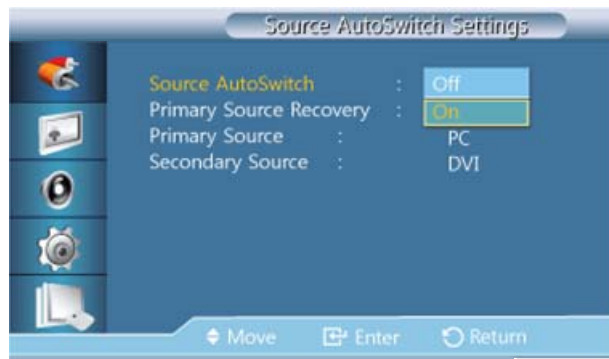 Source AutoSwitch Settings
Source AutoSwitch : Off
Primary Source Recovery : On
Primary Source : PC
Secondary Source : DVI
Move Enter Return